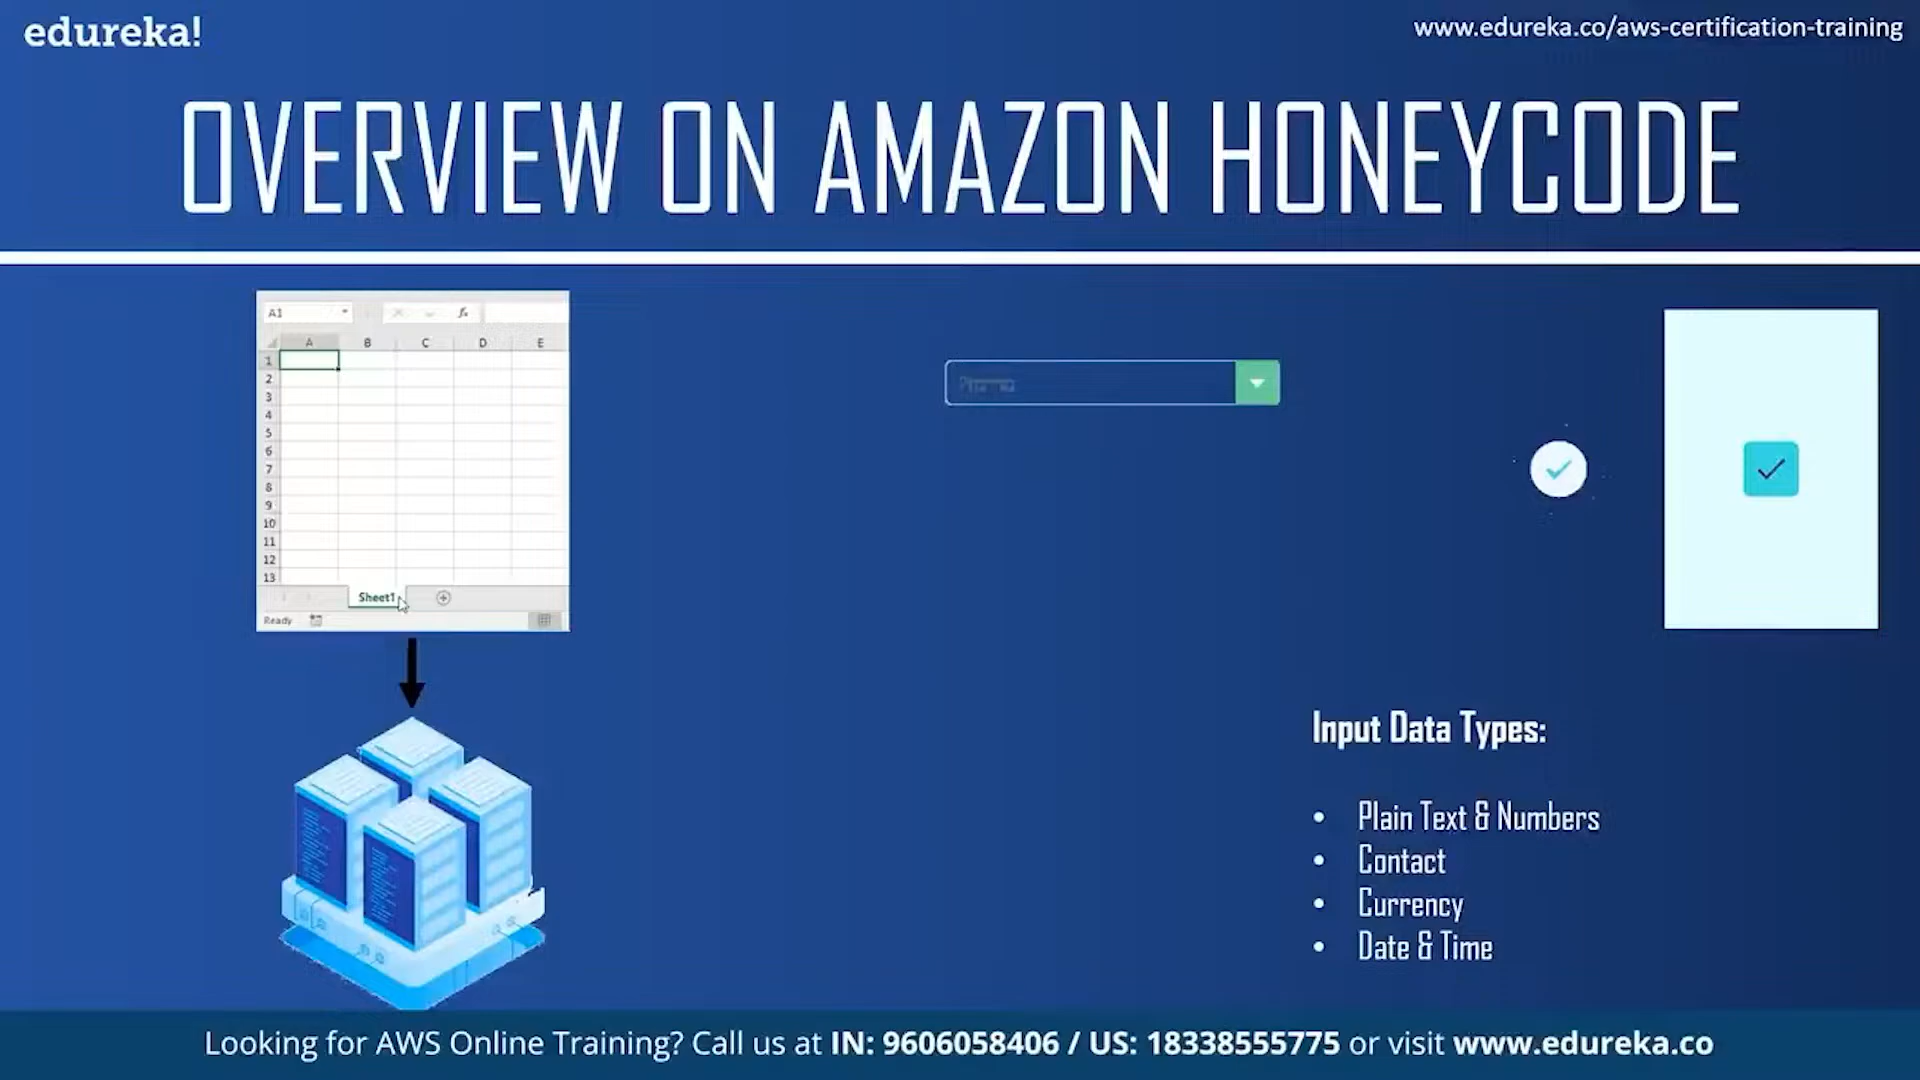 edureka!
www.edureka.co/aws-certification-training
OVERVIEW ON AMAZON HONEYCODE
A1
fx
A B C D E
1
2
3
4
5
6
7
8
9
10
11
12
13
Sheet1
Ready
Input Data Types:
• Plain Text & Numbers
• Contact
• Currency
• Date & Time
Looking for AWS Online Training? Call us at IN: 9606058406 / US: 18338555775 or visit www.edureka.co